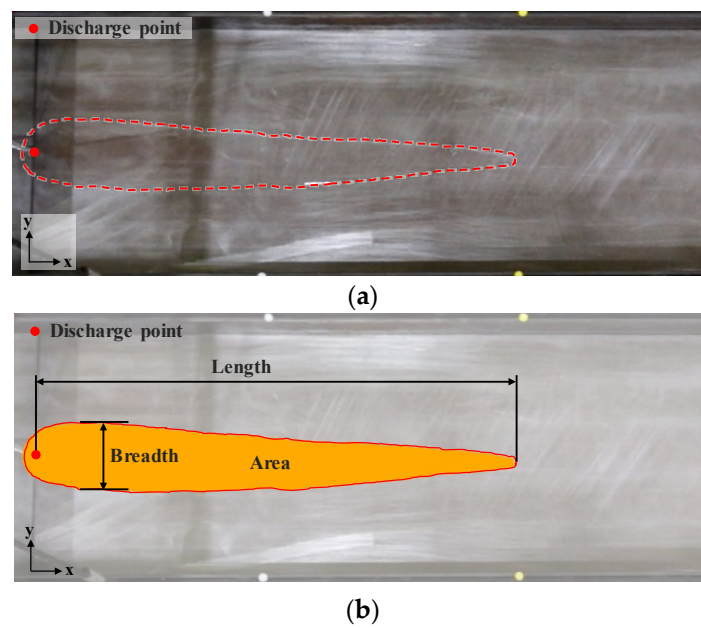 Discharge point
y
x
(a)
Discharge point
Length
Breadth
Area
y
x
(b)